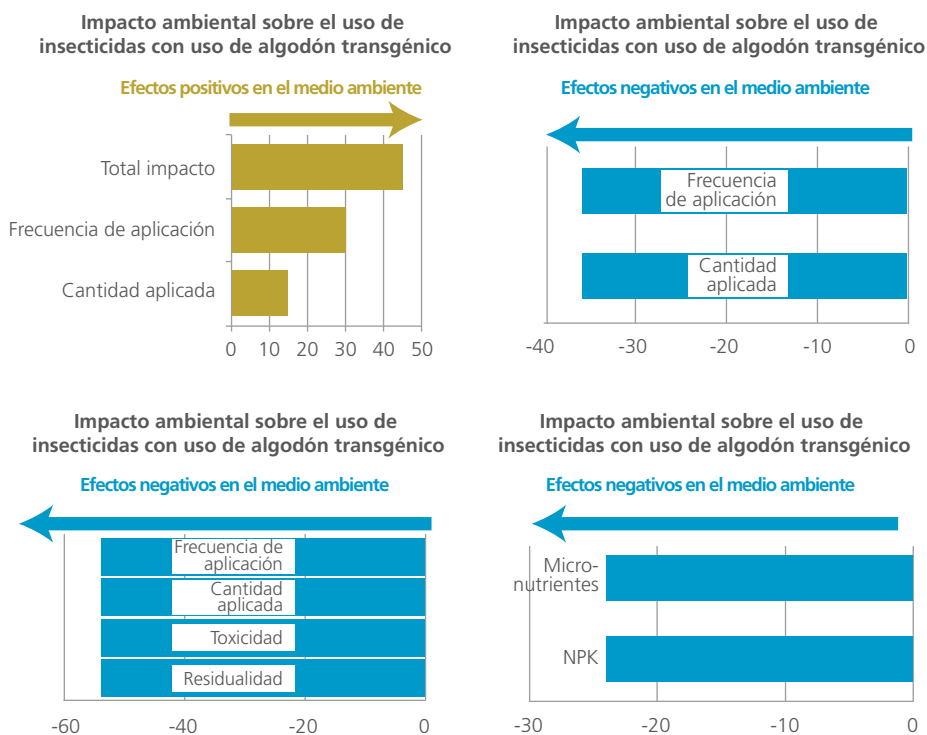 Impacto ambiental sobre el uso de
insecticidas con uso de algodón transgénico
Efectos positivos en el medio ambiente
Total impacto
Frecuencia de aplicación
Cantidad aplicada
0 10 20 30 40 50
Impacto ambiental sobre el uso de
insecticidas con uso de algodón transgénico
Efectos negativos en el medio ambiente
Frecuencia
de aplicación
Cantidad
aplicada
-40 -30 -20 -10 0
Impacto ambiental sobre el uso de
insecticidas con uso de algodón transgénico
Efectos negativos en el medio ambiente
Frecuencia de
aplicación
Cantidad
aplicada
Toxicidad
Residualidad
-60 -40 -20 0
Impacto ambiental sobre el uso de
insecticidas con uso de algodón transgénico
Efectos negativos en el medio ambiente
Micro-
nutrientes
NPK
-30 -20 -10 0